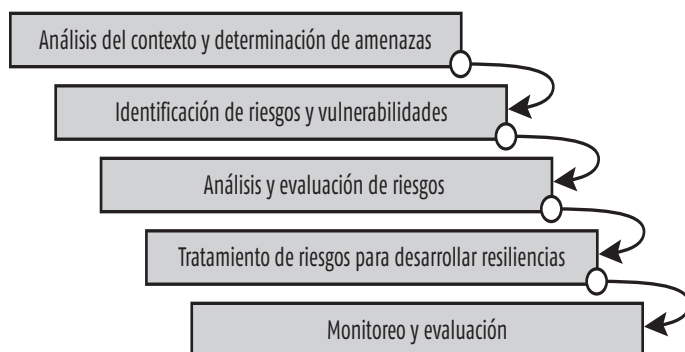 Análisis del contexto y determinación de amenazas
Identificación de riesgos y vulnerabilidades
Análisis y evaluación de riesgos
Tratamiento de riesgos para desarrollar resiliencias
Monitoreo y evaluación